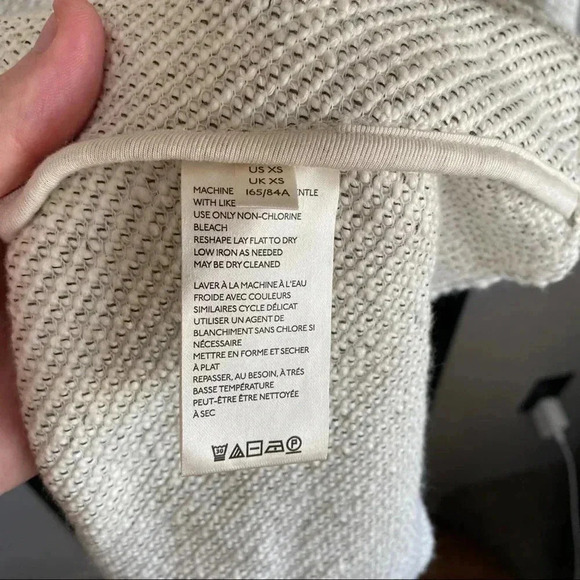 US XS
UK XS
165/84A
MACHINE
NTLE
WITH LIKE
USE ONLY NON-CHLORINE
BLEACH
RESHAPE LAY FLAT TO DRY
LOW IRON AS NEEDED
MAY BE DRY CLEANED
LAVER À LA MACHINE À L'EAU
FROIDE AVEC COULEURS
SIMILAIRES CYCLE DÉLICAT
UTILISER UN AGENT DE
BLANCHIMENT SANS CHLORE SI
NÉCESSAIRE
METTRE EN FORME ET SECHER
À PLAT
REPASSER, AU BESOIN, À TRÉS
BASSE TEMPÉRATURE
PEUT-ÊTRE ÊTRE NETTOYÉE
À SEC
30 P